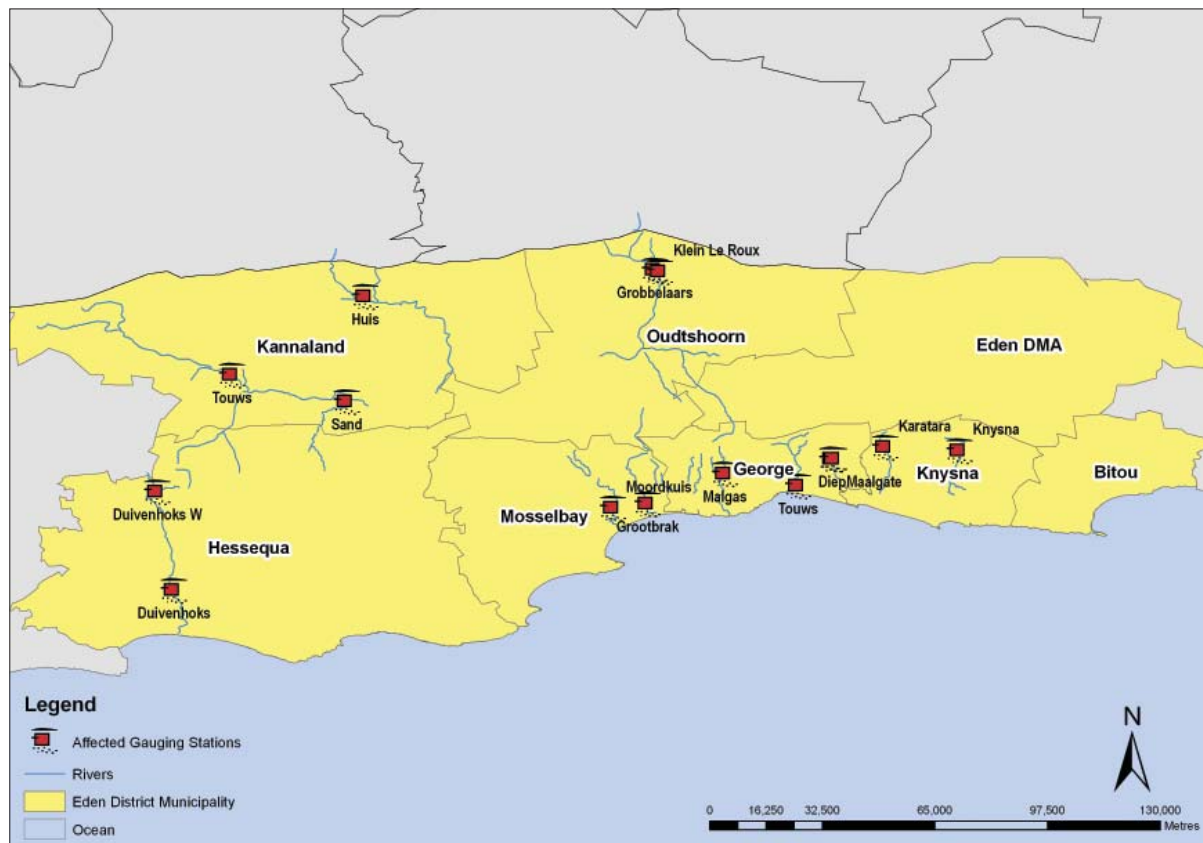 Klein Le Roux
Grobbelaars
Huis
Oudtshoorn
Kannaland
Eden DMA
Touws
Sand
Karatara
Knysna
George
Knysna
Bitou
DiepMaalgate
Moordkuis
Malgas
Touws
Duivenhoks W
Mosselbay
Grootbrak
Hessequa
Duivenhoks
Legend
Affected Gauging Stations
Rivers
Eden District Municipality
Ocean
N
0 16,250 32,500 65,000 97,500 130,000
Metres